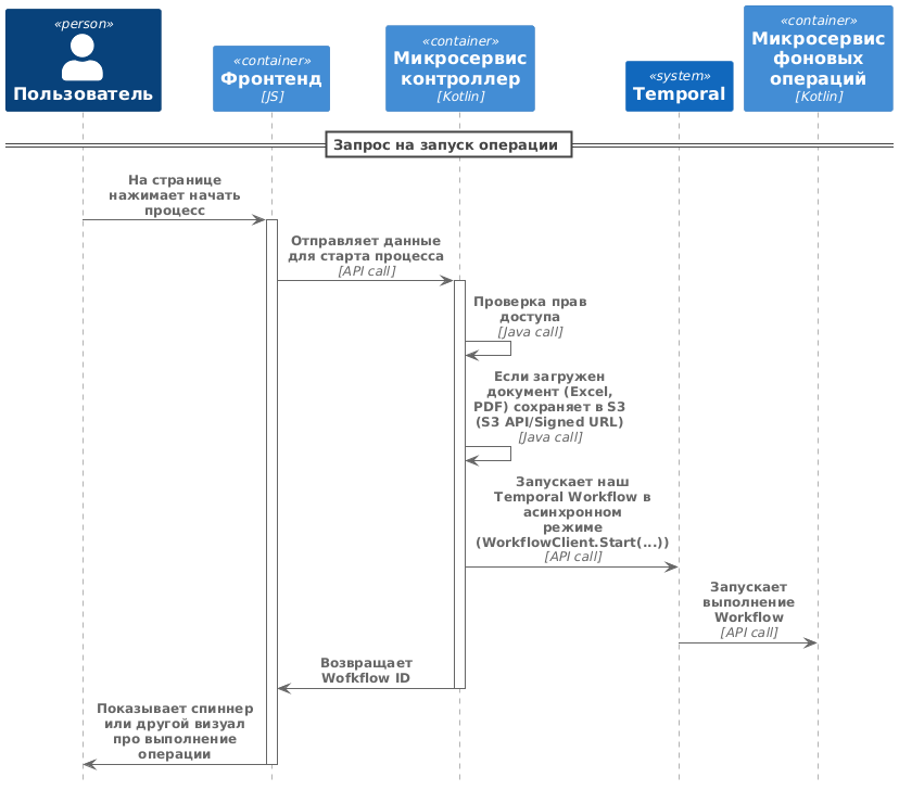 «person»
Пользователь
«container»
Фронтенд
[JS]
«container»
Микросервис
контроллер
[Kotlin]
«system»
Temporal
«container»
Микросервис
фоновых
операций
[Kotlin]
Запрос на запуск операции
На странице
нажимает начать
процесс
Отправляет данные
для старта процесса
[API call]
Проверка прав
доступа
[Java call]
Если загружен
документ (Excel,
PDF) сохраняет в S3
(S3 API/Signed URL)
[Java call]
Запускает наш
Temporal Workflow в
асинхронном
режиме
(WorkflowClient.Start(...))
[API call]
Запускает
выполнение
Workflow
[API call]
Возвращает
Wofkflow ID
Показывает спиннер
или другой визуал
про выполнение
операции